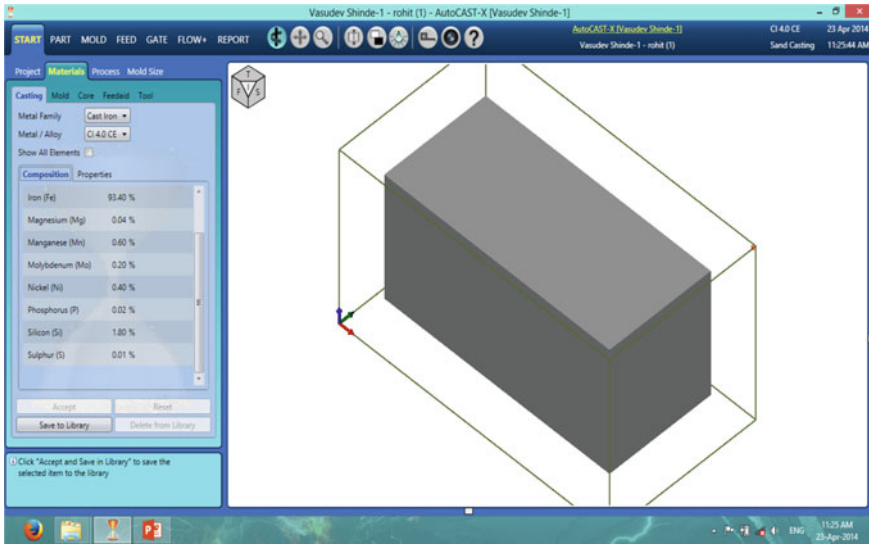 Vasudev Shinde-1 - rohit (1) - AutoCAST-X [Vasudev Shinde-1]
START PART MOLD FEED GATE FLOW+ REPORT
AutoCAST-X [Vasudev Shinde-1]
Vasudev Shinde-1 - rohit (1)
CI 4.0 CE 23 Apr 2014
Sand Casting 11:25:44 AM
Project Materials Process Mold Size
Casting Mold Core Feedaid Tool
Metal Family Cast Iron
Metal / Alloy CI 4.0 CE
Show All Elements
Composition Properties
Iron (Fe) 93.40 %
Magnesium (Mg) 0.04 %
Manganese (Mn) 0.60 %
Molybdenum (Mo) 0.20 %
Nickel (Ni) 0.40 %
Phosphorus (P) 0.02 %
Silicon (Si) 1.80 %
Sulphur (S) 0.01 %
Accept Reset
Save to Library Delete from Library
Click "Accept and Save in Library" to save the
selected item to the library
T
F S
ENG
11:25 AM
23-Apr-2014